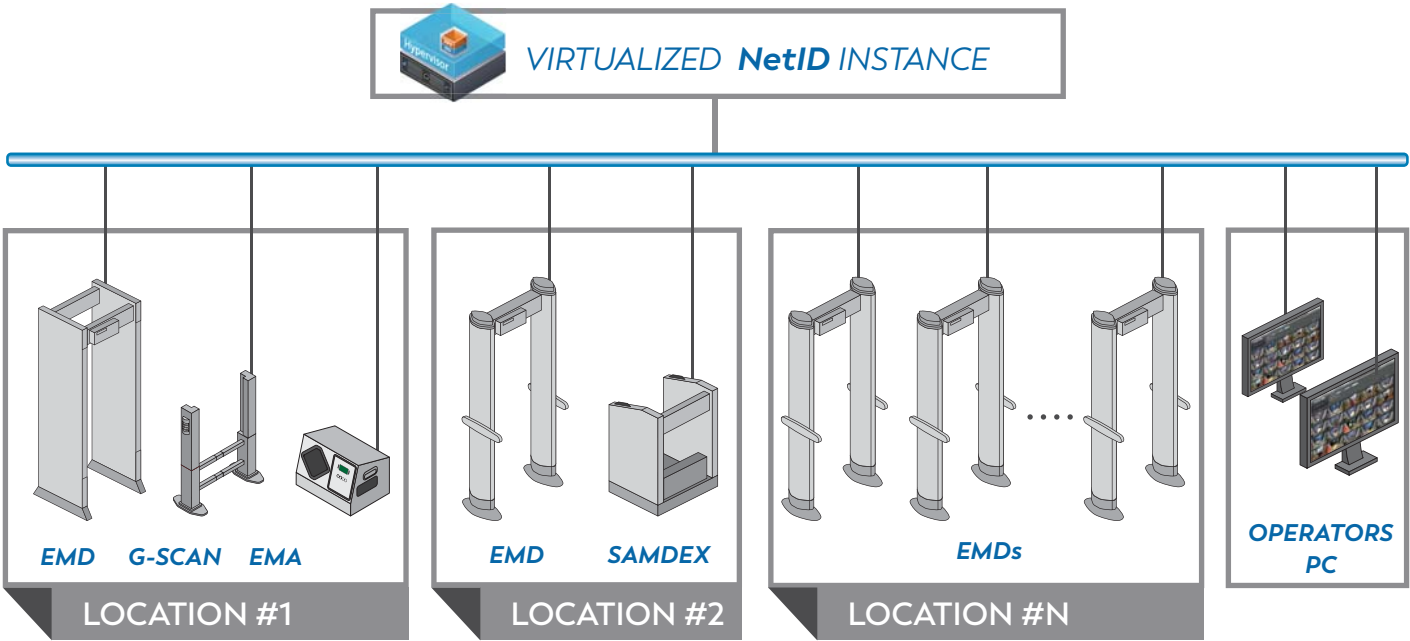 Hypervisor
VIRTUALIZED NetID INSTANCE
EMD G-SCAN EMA
LOCATION #1
EMD SAMDEX
LOCATION #2
EMDs
LOCATION #N
OPERATORS
PC